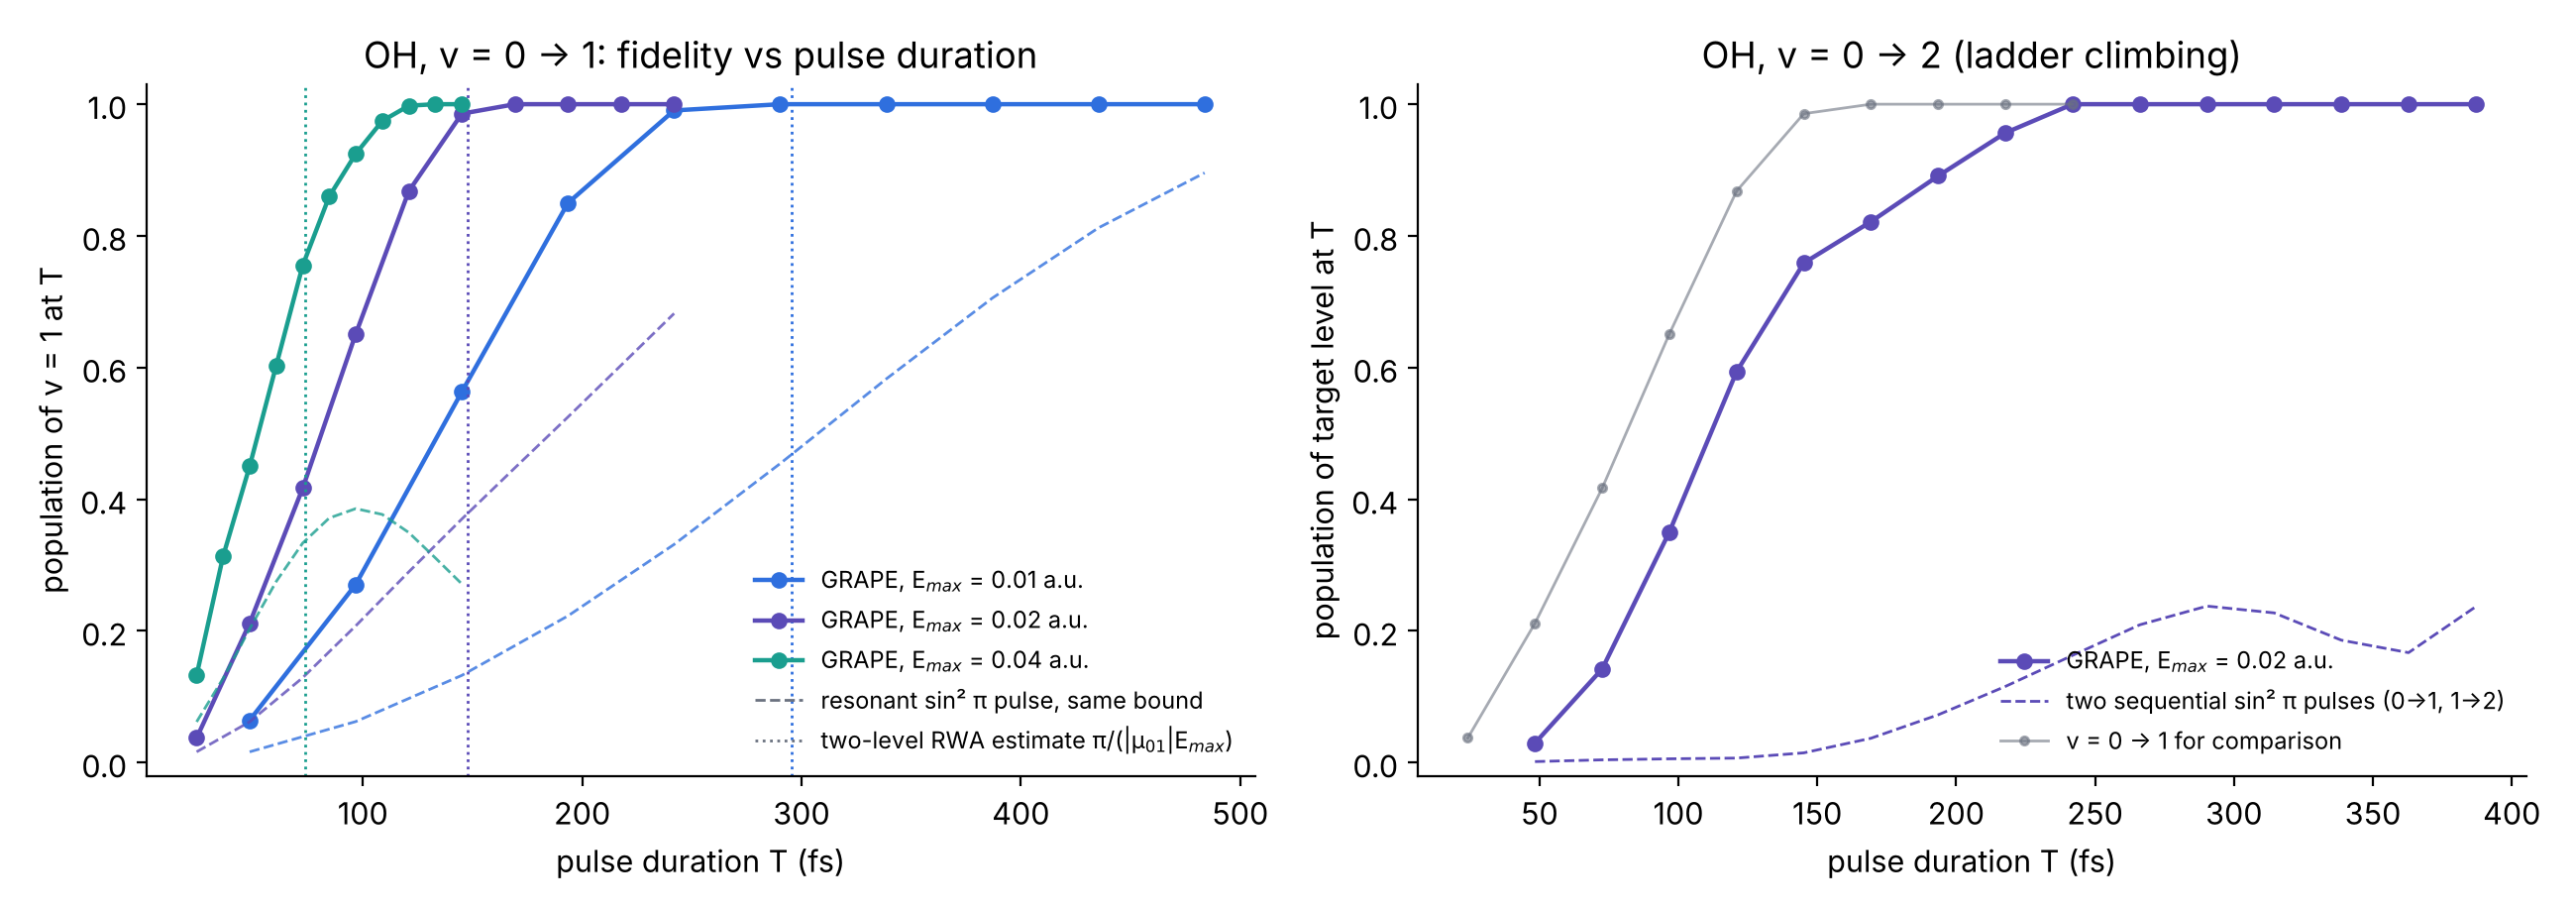 OH, v = 0 → 1: fidelity vs pulse duration
population of v = 1 at T
1.0
0.8
0.6
0.4
0.2
0.0
100
200
300
400
500
pulse duration T (fs)
GRAPE, Emax = 0.01 a.u.
GRAPE, Emax = 0.02 a.u.
GRAPE, Emax = 0.04 a.u.
resonant sin² π pulse, same bound
two-level RWA estimate π/(|μ₀₁|Emax)
OH, v = 0 → 2 (ladder climbing)
population of target level at T
1.0
0.8
0.6
0.4
0.2
0.0
50
100
150
200
250
300
350
400
pulse duration T (fs)
GRAPE, Emax = 0.02 a.u.
two sequential sin² π pulses (0→1, 1→2)
v = 0 → 1 for comparison